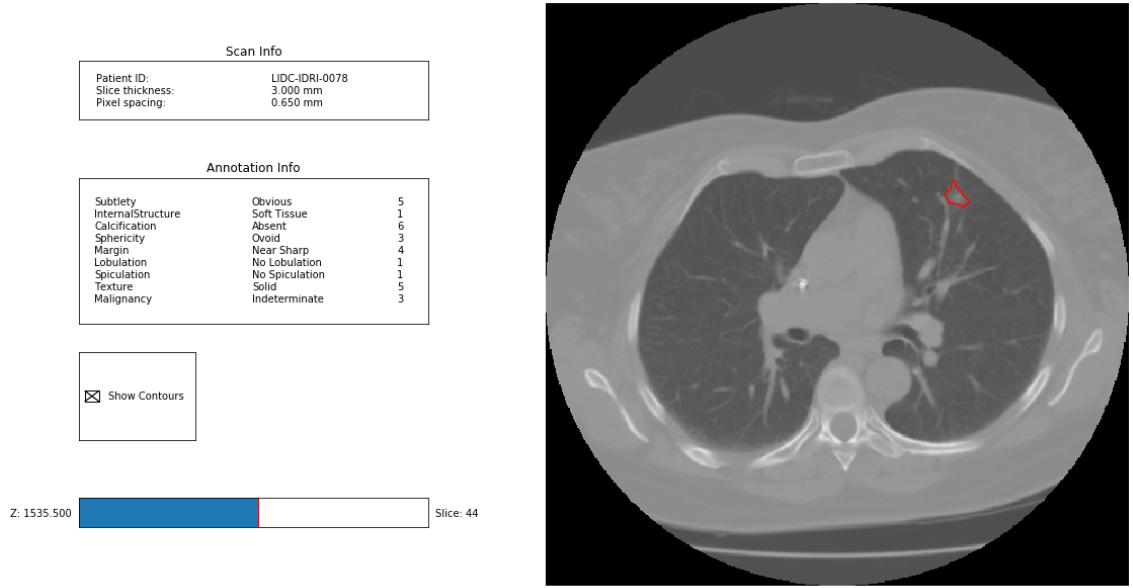 Scan Info
Patient ID: LIDC-IDRI-0078
Slice thickness: 3.000 mm
Pixel spacing: 0.650 mm
Annotation Info
Subtlety Obvious 5
InternalStructure Soft Tissue 1
Calcification Absent 6
Sphericity Ovoid 3
Margin Near Sharp 4
Lobulation No Lobulation 1
Spiculation No Spiculation 1
Texture Solid 5
Malignancy Indeterminate 3
Show Contours
Z: 1535.500 Slice: 44